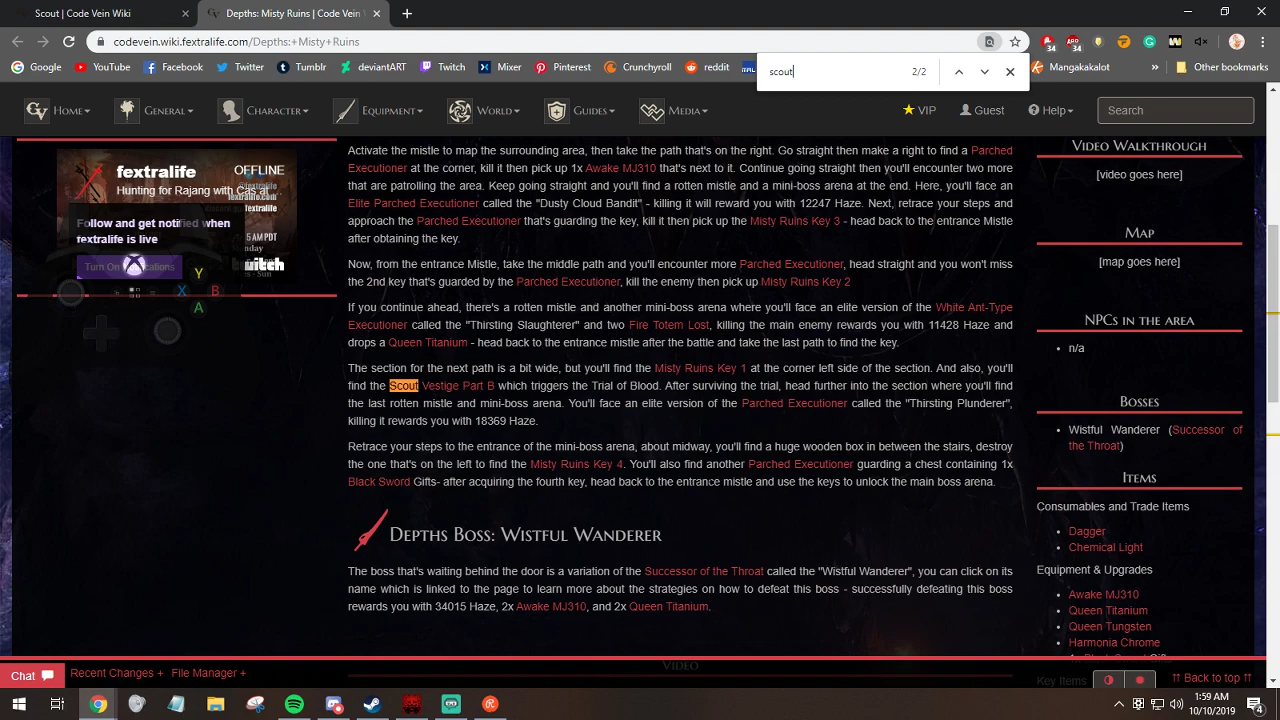 Scout | Code Vein Wiki
Depths: Misty Ruins | Code Vein
codevein.wiki.fextralife.com/Depths:+Misty+Ruins
34
34
Google
YouTube
Facebook
Twitter
Tumblr
deviantART
Twitch
Mixer
Pinterest
Crunchyroll
reddit
Mangakakalot
»
Other bookmarks
scout
2/2
Home
General
Character
Equipment
World
Guides
Media
VIP
Guest
Help
Search
fextralife
OFFLINE
Hunting for Rajang with Casal
Follow and get notified when
fextralife is live
Turn On Notifications
twitch
X
Y
B
A
Activate the mistle to map the surrounding area, then take the path that's on the right. Go straight then make a right to find a Parched
Executioner at the corner, kill it then pick up 1x Awake MJ310 that's next to it. Continue going straight then you'll encounter two more
that are patrolling the area. Keep going straight and you'll find a rotten mistle and a mini-boss arena at the end. Here, you'll face an
Elite Parched Executioner called the "Dusty Cloud Bandit" - killing it will reward you with 12247 Haze. Next, retrace your steps and
approach the Parched Executioner that's guarding the key, kill it then pick up the Misty Ruins Key 3 - head back to the entrance Mistle
after obtaining the key.
Now, from the entrance Mistle, take the middle path and you'll encounter more Parched Executioner, head straight and you won't miss
the 2nd key that's guarded by the Parched Executioner, kill the enemy then pick up Misty Ruins Key 2
If you continue ahead, there's a rotten mistle and another mini-boss arena where you'll face an elite version of the White Ant-Type
Executioner called the "Thirsting Slaughterer" and two Fire Totem Lost, killing the main enemy rewards you with 11428 Haze and
drops a Queen Titanium - head back to the entrance mistle after the battle and take the last path to find the key.
The section for the next path is a bit wide, but you'll find the Misty Ruins Key 1 at the corner left side of the section. And also, you'll
find the Scout Vestige Part B which triggers the Trial of Blood. After surviving the trial, head further into the section where you'll find
the last rotten mistle and mini-boss arena. You'll face an elite version of the Parched Executioner called the "Thirsting Plunderer",
killing it rewards you with 18369 Haze.
Retrace your steps to the entrance of the mini-boss arena, about midway, you'll find a huge wooden box in between the stairs, destroy
the one that's on the left to find the Misty Ruins Key 4. You'll also find another Parched Executioner guarding a chest containing 1x
Black Sword Gifts- after acquiring the fourth key, head back to the entrance mistle and use the keys to unlock the main boss arena.
Depths Boss: Wistful Wanderer
The boss that's waiting behind the door is a variation of the Successor of the Throat called the "Wistful Wanderer", you can click on its
name which is linked to the page to learn more about the strategies on how to defeat this boss - successfully defeating this boss
rewards you with 34015 Haze, 2x Awake MJ310, and 2x Queen Titanium.
Video
Video Walkthrough
[video goes here]
Map
[map goes here]
NPCs in the area
n/a
Bosses
Wistful Wanderer (Successor of
the Throat)
Items
Consumables and Trade Items
Dagger
Chemical Light
Equipment & Upgrades
Awake MJ310
Queen Titanium
Queen Tungsten
Harmonia Chrome
Key Items
Chat
Recent Changes +
File Manager +
Back to top
1:59 AM
10/10/2019
4